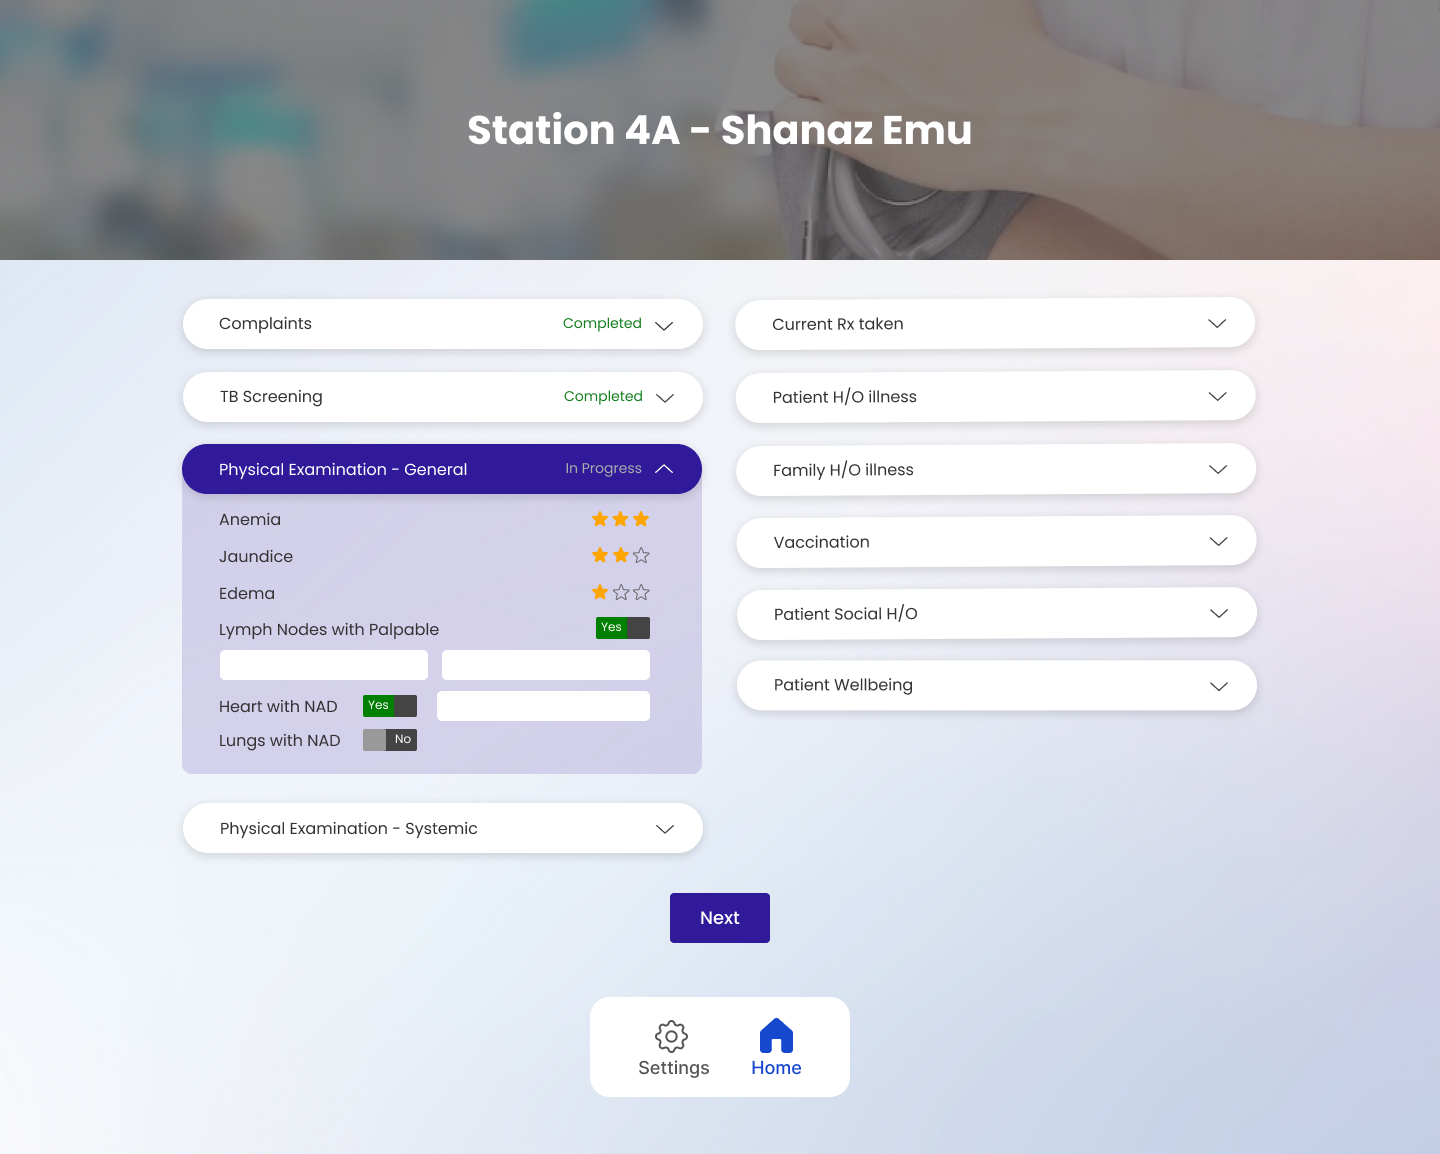 Station 4A - Shanaz Emu
Complaints Completed
TB Screening Completed
Physical Examination - General In Progress
Anemia
Jaundice
Edema
Lymph Nodes with Palpable Yes
Heart with NAD Yes
Lungs with NAD No
Physical Examination - Systemic
Current Rx taken
Patient H/O illness
Family H/O illness
Vaccination
Patient Social H/O
Patient Wellbeing
Next
Settings Home